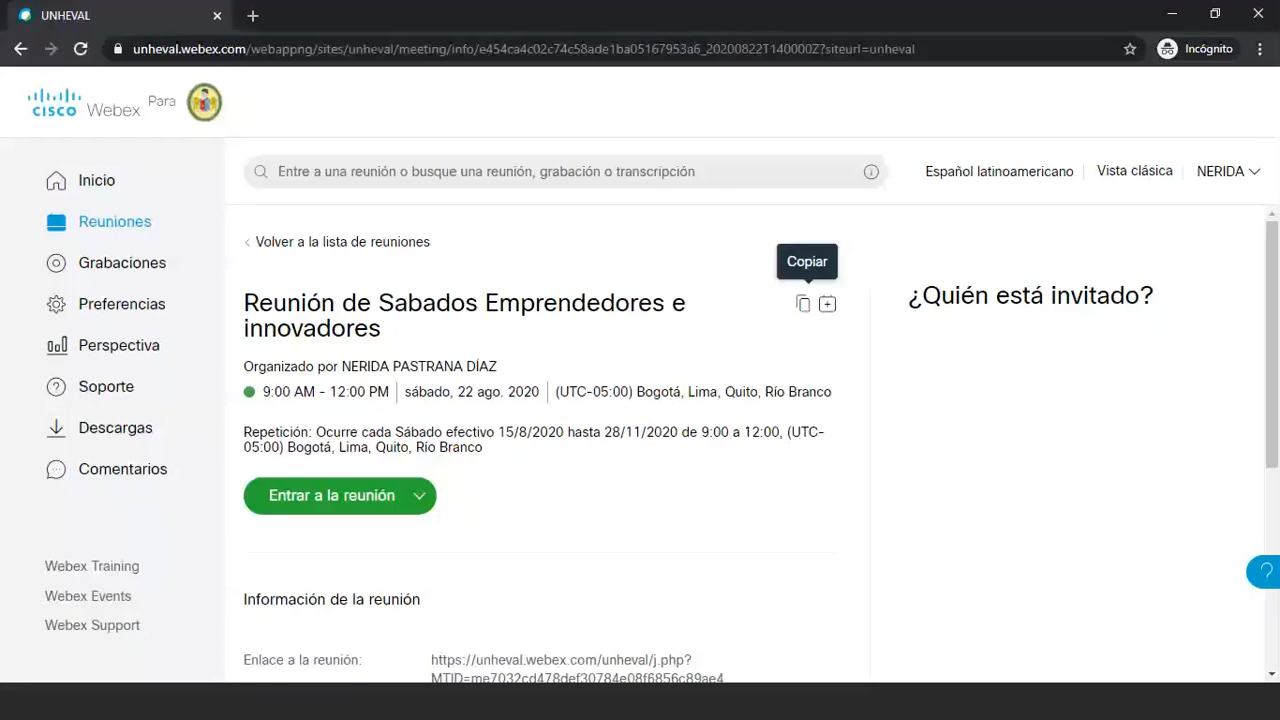 UNHEVAL
unheval.webex.com/webappng/sites/unheval/meeting/info/e454ca4c02c74c58ade1ba05167953a6_20200822T140000Z?siteurl=unheval
Incógnito
CISCO Webex Para
Entre a una reunión o busque una reunión, grabación o transcripción
Español latinoamericano
Vista clásica
NERIDA
Inicio
Reuniones
Grabaciones
Preferencias
Perspectiva
Soporte
Descargas
Comentarios
Webex Training
Webex Events
Webex Support
Volver a la lista de reuniones
Copiar
Reunión de Sabados Emprendedores e
innovadores
Organizado por NERIDA PASTRANA DÍAZ
9:00 AM - 12:00 PM | sábado, 22 ago. 2020 | (UTC-05:00) Bogotá, Lima, Quito, Río Branco
Repetición: Ocurre cada Sábado efectivo 15/8/2020 hasta 28/11/2020 de 9:00 a 12:00, (UTC-
05:00) Bogotá, Lima, Quito, Río Branco
Entrar a la reunión
Información de la reunión
Enlace a la reunión:
https://unheval.webex.com/unheval/j.php?
MTID=me7032cd478def30784e08f6856c89ae4
¿Quién está invitado?